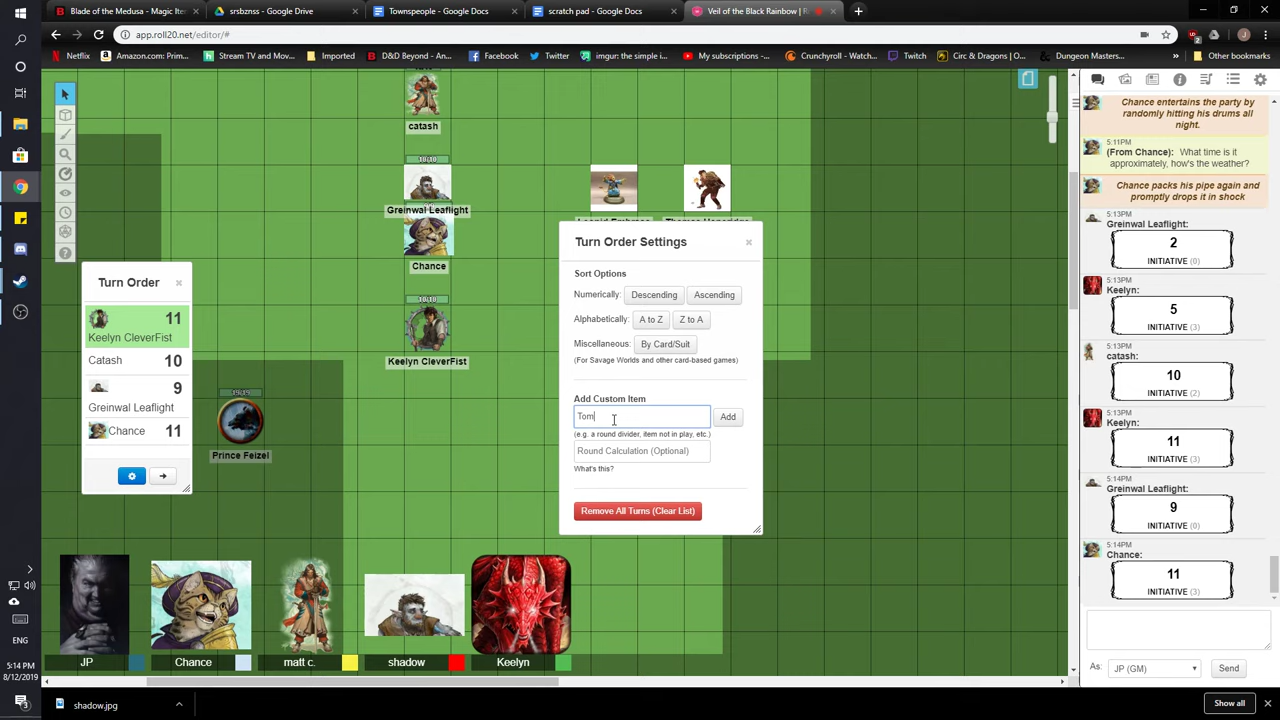 Blade of the Medusa - Magic Ite
srsbznss - Google Drive
Townspeople - Google Docs
scratch pad - Google Docs
Veil of the Black Rainbow | R
app.roll20.net/editor/#
Netflix
Amazon.com: Prim...
Stream TV and Mov...
Imported
D&D Beyond - An...
Facebook
Twitter
imgur: the simple i...
My subscriptions -...
Crunchyroll - Watch...
Twitch
Circ & Dragons | O...
Dungeon Masters...
Other bookmarks
catash
10/10
Greinwal Leaflight
Chance
10/10
Keelyn CleverFist
19/19
Prince Feizel
Turn Order
11
Keelyn CleverFist
Catash 10
9
Greinwal Leaflight
Chance 11
Turn Order Settings
Sort Options
Numerically: Descending Ascending
Alphabetically: A to Z Z to A
Miscellaneous: By Card/Suit
(For Savage Worlds and other card-based games)
Add Custom Item
Tom Add
(e.g. a round divider, item not in play, etc.)
Round Calculation (Optional)
What's this?
Remove All Turns (Clear List)
Chance entertains the party by
randomly hitting his drums all
night.
5:11PM
(From Chance): What time is it
approximately, how's the weather?
Chance packs his pipe again and
promptly drops it in shock
5:13PM
Greinwal Leaflight:
2
INITIATIVE (0)
5:13PM
Keelyn:
5
INITIATIVE (3)
5:13PM
catash:
10
INITIATIVE (2)
5:13PM
Keelyn:
11
INITIATIVE (3)
5:14PM
Greinwal Leaflight:
9
INITIATIVE (0)
5:14PM
Chance:
11
INITIATIVE (3)
As: JP (GM) Send
JP
Chance
matt c.
shadow
Keelyn
ENG
5:14 PM
8/12/2019
shadow.jpg
Show all